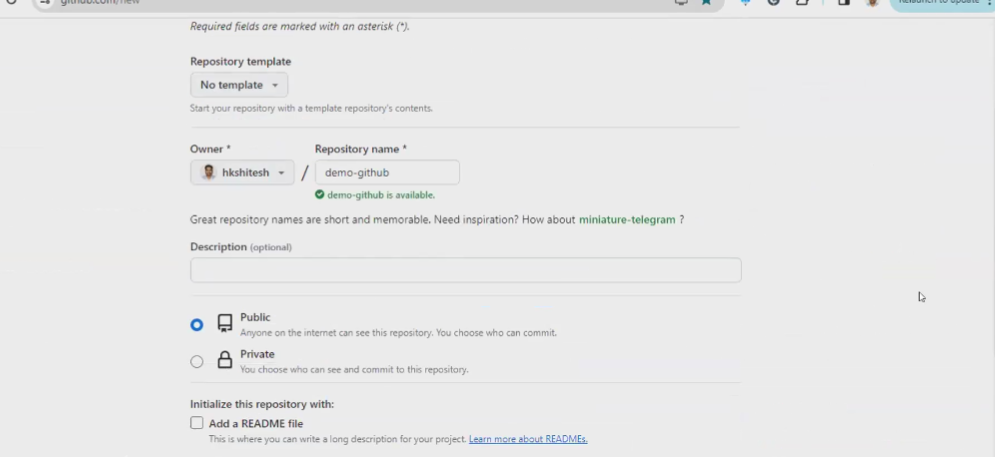 github.com/new
Relaunch to update
Required fields are marked with an asterisk (*).
Repository template
No template
Start your repository with a template repository's contents.
Owner * Repository name *
hkshitesh / demo-github
demo-github is available.
Great repository names are short and memorable. Need inspiration? How about miniature-telegram ?
Description (optional)
Public
Anyone on the internet can see this repository. You choose who can commit.
Private
You choose who can see and commit to this repository.
Initialize this repository with:
Add a README file
This is where you can write a long description for your project. Learn more about READMEs.